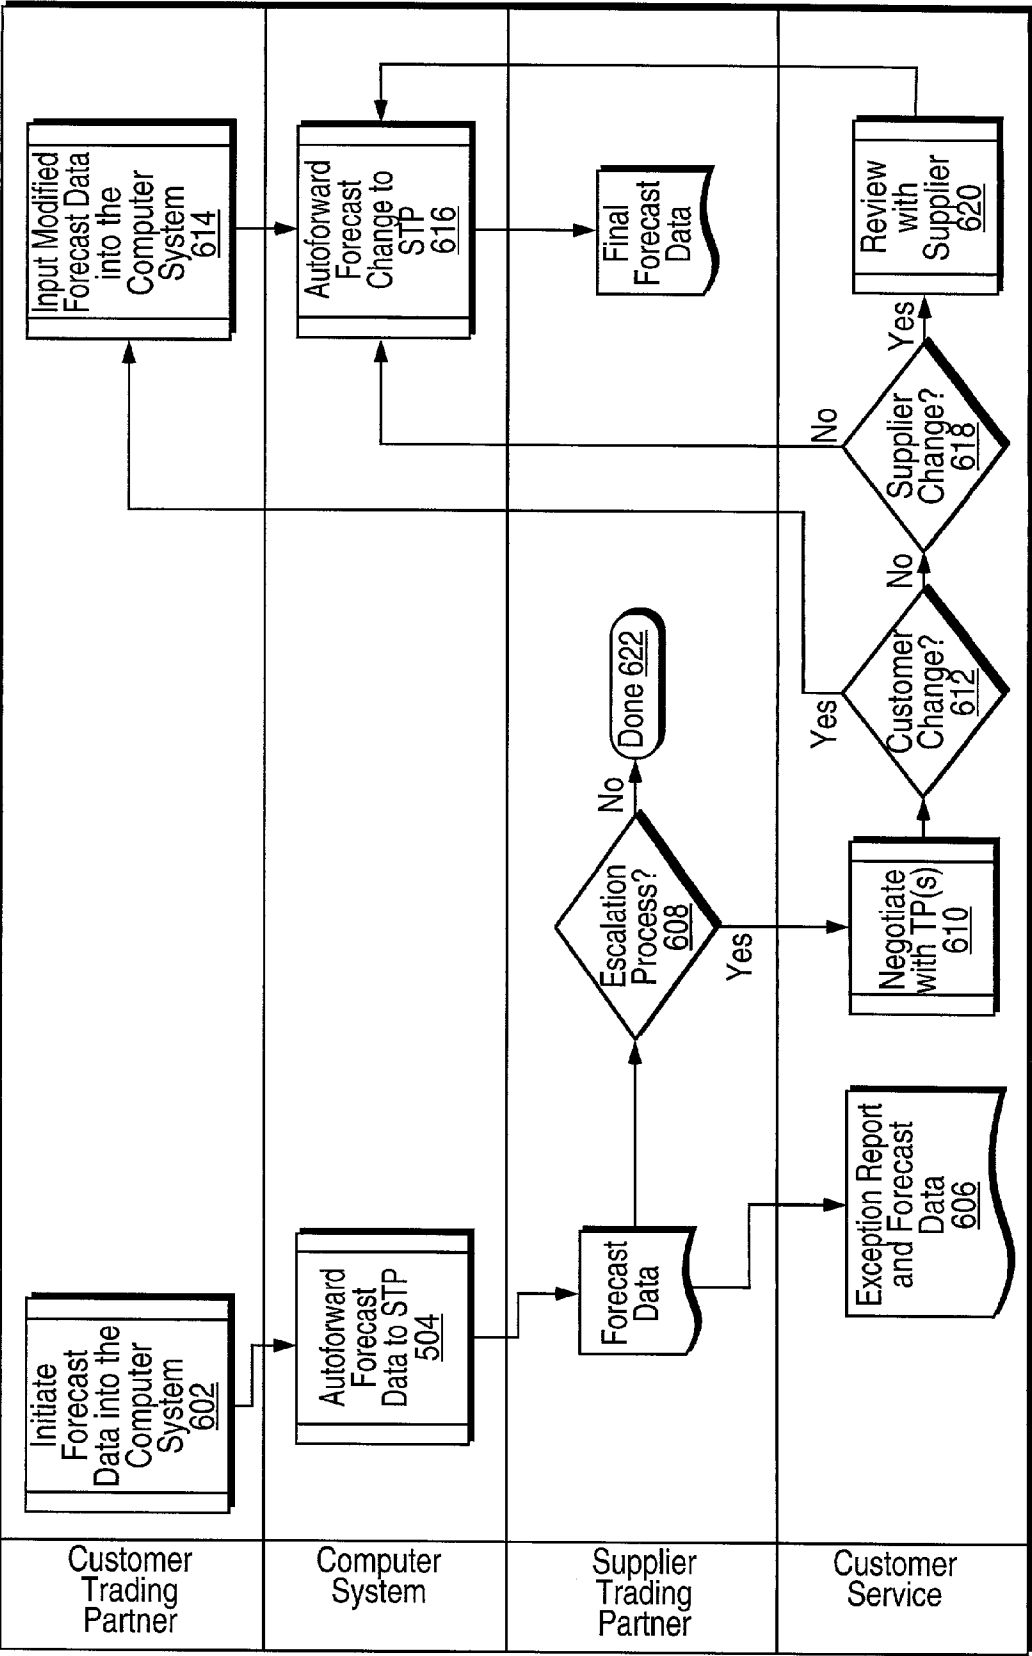 Customer
Trading
Partner
Initiate
Forecast
Data into the
Computer
System
602
Input Modified
Forecast Data
into the
Computer
System
614
Computer
System
Autoforward
Forecast
Data to STP
504
Autoforward
Forecast
Change to
STP
616
Supplier
Trading
Partner
Forecast
Data
Escalation
Process?
608
No
Yes
Done 622
Final
Forecast
Data
Customer
Service
Exception Report
and Forecast
Data
606
Negotiate
with TP(s)
610
Yes
Customer
Change?
612
No
No
Supplier
Change?
618
Yes
Review
with
Supplier
620